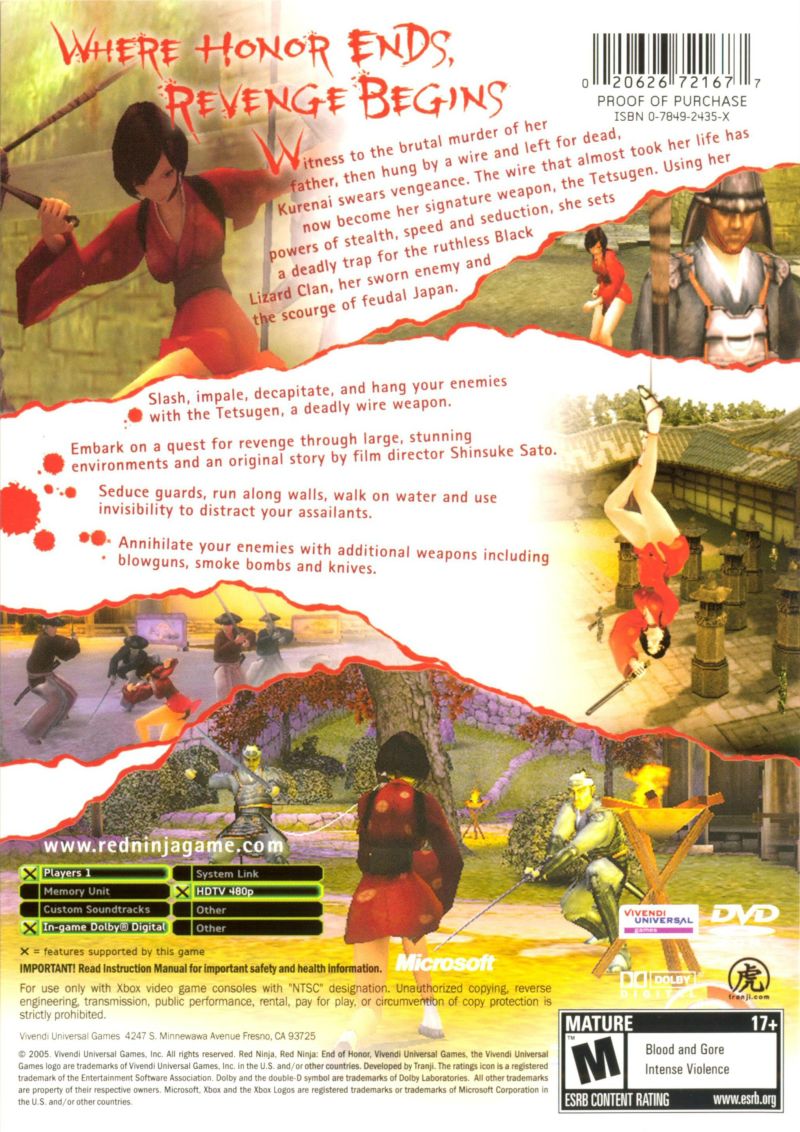 WHERE HONOR ENDS,
REVENGE BEGINS
0 20626 72167 7
PROOF OF PURCHASE
ISBN 0-7849-2435-X
Witness to the brutal murder of her
father, then hung by a wire and left for dead,
Kurenai swears vengeance. The wire that almost took her life has
now become her signature weapon, the Tetsugen. Using her
powers of stealth, speed and seduction, she sets
a deadly trap for the ruthless Black
Lizard Clan, her sworn enemy and
the scourge of feudal Japan.
Slash, impale, decapitate, and hang your enemies
with the Tetsugen, a deadly wire weapon.
Embark on a quest for revenge through large, stunning
environments and an original story by film director Shinsuke Sato.
Seduce guards, run along walls, walk on water and use
invisibility to distract your assailants.
Annihilate your enemies with additional weapons including
blowguns, smoke bombs and knives.
www.redninjagame.com
X Players 1
System Link
Memory Unit
X HDTV 480p
Custom Soundtracks
Other
X In-game Dolby® Digital
Other
X = features supported by this game
IMPORTANT! Read Instruction Manual for important safety and health information.
Microsoft
VIVENDI
UNIVERSAL
games
DVD
DOLBY
DIGITAL
虎
tranji.com
For use only with Xbox video game consoles with "NTSC" designation. Unauthorized copying, reverse
engineering, transmission, public performance, rental, pay for play, or circumvention of copy protection is
strictly prohibited.
Vivendi Universal Games 4247 S. Minnewawa Avenue Fresno, CA 93725
© 2005. Vivendi Universal Games, Inc. All rights reserved. Red Ninja, Red Ninja: End of Honor, Vivendi Universal Games, the Vivendi Universal
Games logo are trademarks of Vivendi Universal Games, Inc. in the U.S. and/or other countries. Developed by Tranji. The ratings icon is a registered
trademark of the Entertainment Software Association. Dolby and the double-D symbol are trademarks of Dolby Laboratories. All other trademarks
are property of their respective owners. Microsoft, Xbox and the Xbox Logos are registered trademarks or trademarks of Microsoft Corporation in
the U.S. and/or other countries.
MATURE 17+
M
TM
Blood and Gore
Intense Violence
ESRB CONTENT RATING www.esrb.org